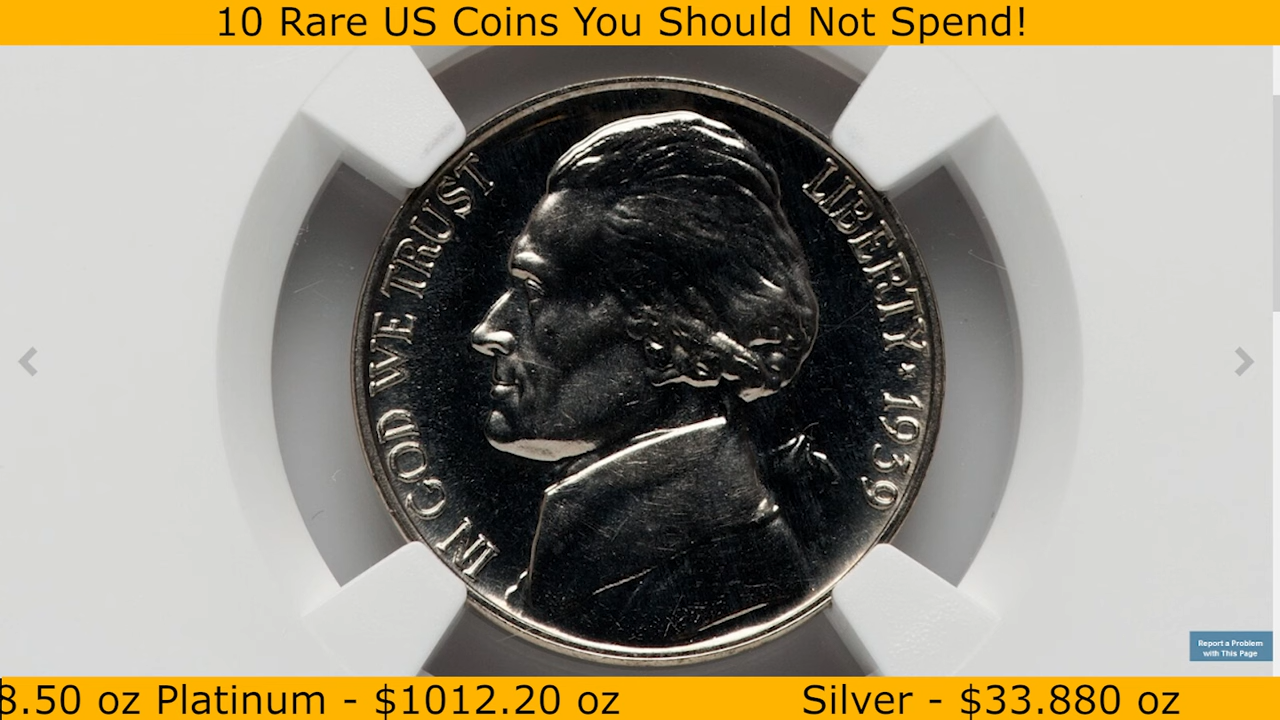 10 Rare US Coins You Should Not Spend!
IN GOD WE TRUST
LIBERTY * 1939
Report a Problem
with This Page
8.50 oz Platinum - $1012.20 oz
Silver - $33.880 oz